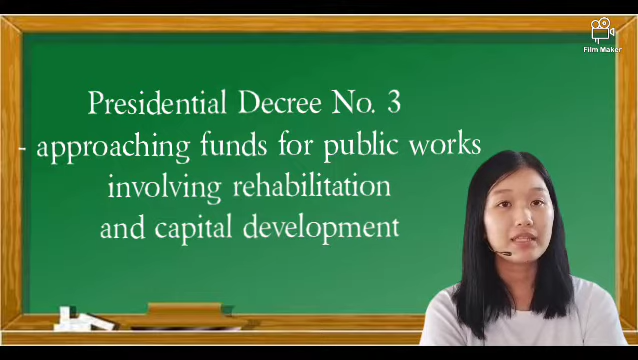 Film Maker
Presidential Decree No. 3
- approaching funds for public works
involving rehabilitation
and capital development